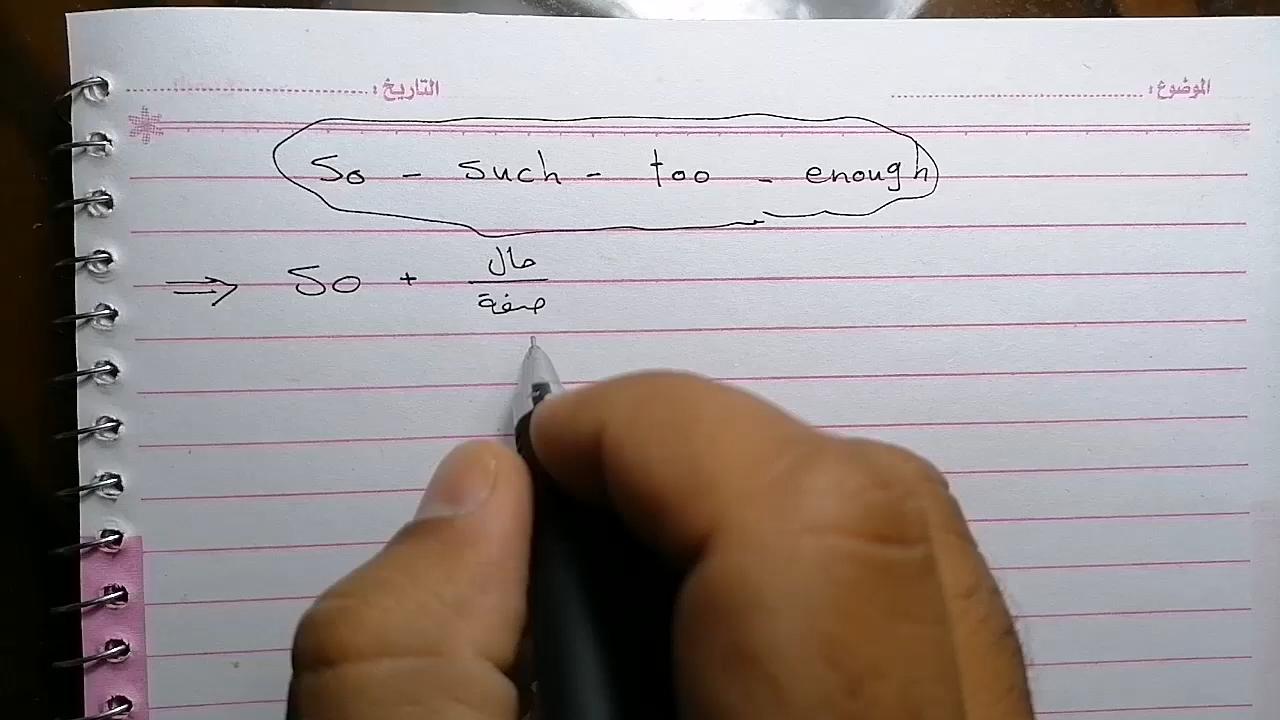 الموضوع : التاريخ :
So - such - too - enough
⇒ So + حال
صفة